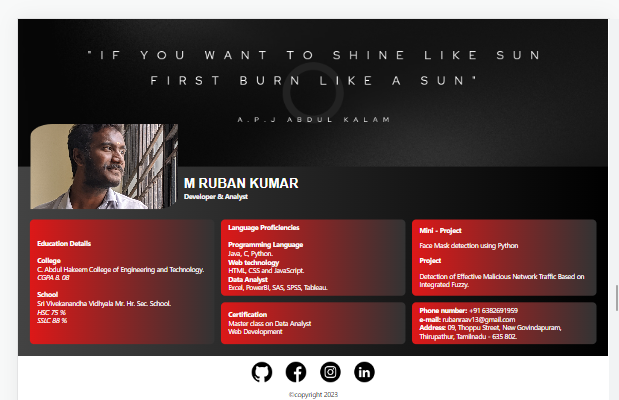 "IF YOU WANT TO SHINE LIKE SUN
FIRST BURN LIKE A SUN"
A.P.J ABDUL KALAM
M RUBAN KUMAR
Developer & Analyst
Education Details
College
C. Abdul Hakeem College of Engineering and Technology.
CGPA 8. 08
School
Sri Vivekanandha Vidhyala Mr. Hr. Sec. School.
HSC 75 %
SSLC 88 %
Language Proficiencies
Programming Language
Java, C, Python.
Web technology
HTML, CSS and JavaScript.
Data Analyst
Excel, PowerBI, SAS, SPSS, Tableau.
Certification
Master class on Data Analyst
Web Development
Mini - Project
Face Mask detection using Python
Project
Detection of Effective Malicious Network Traffic Based on
Integrated Fuzzy.
Phone number: +91 6382691959
e-mail: rubanraav13@gmail.com
Address: 09, Thoppu Street, New Govindapuram,
Thirupathur, Tamilnadu - 635 802.
in
©copyright 2023